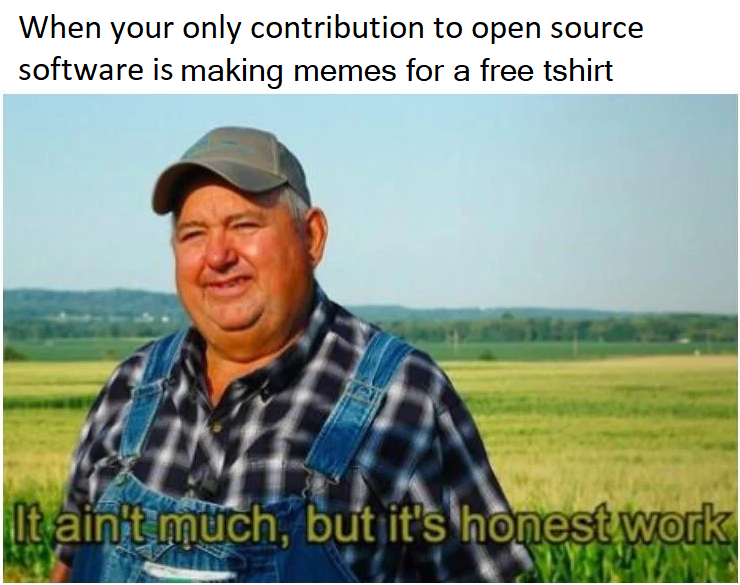 When your only contribution to open source
software is making memes for a free tshirt
It ain't much, but it's honest work